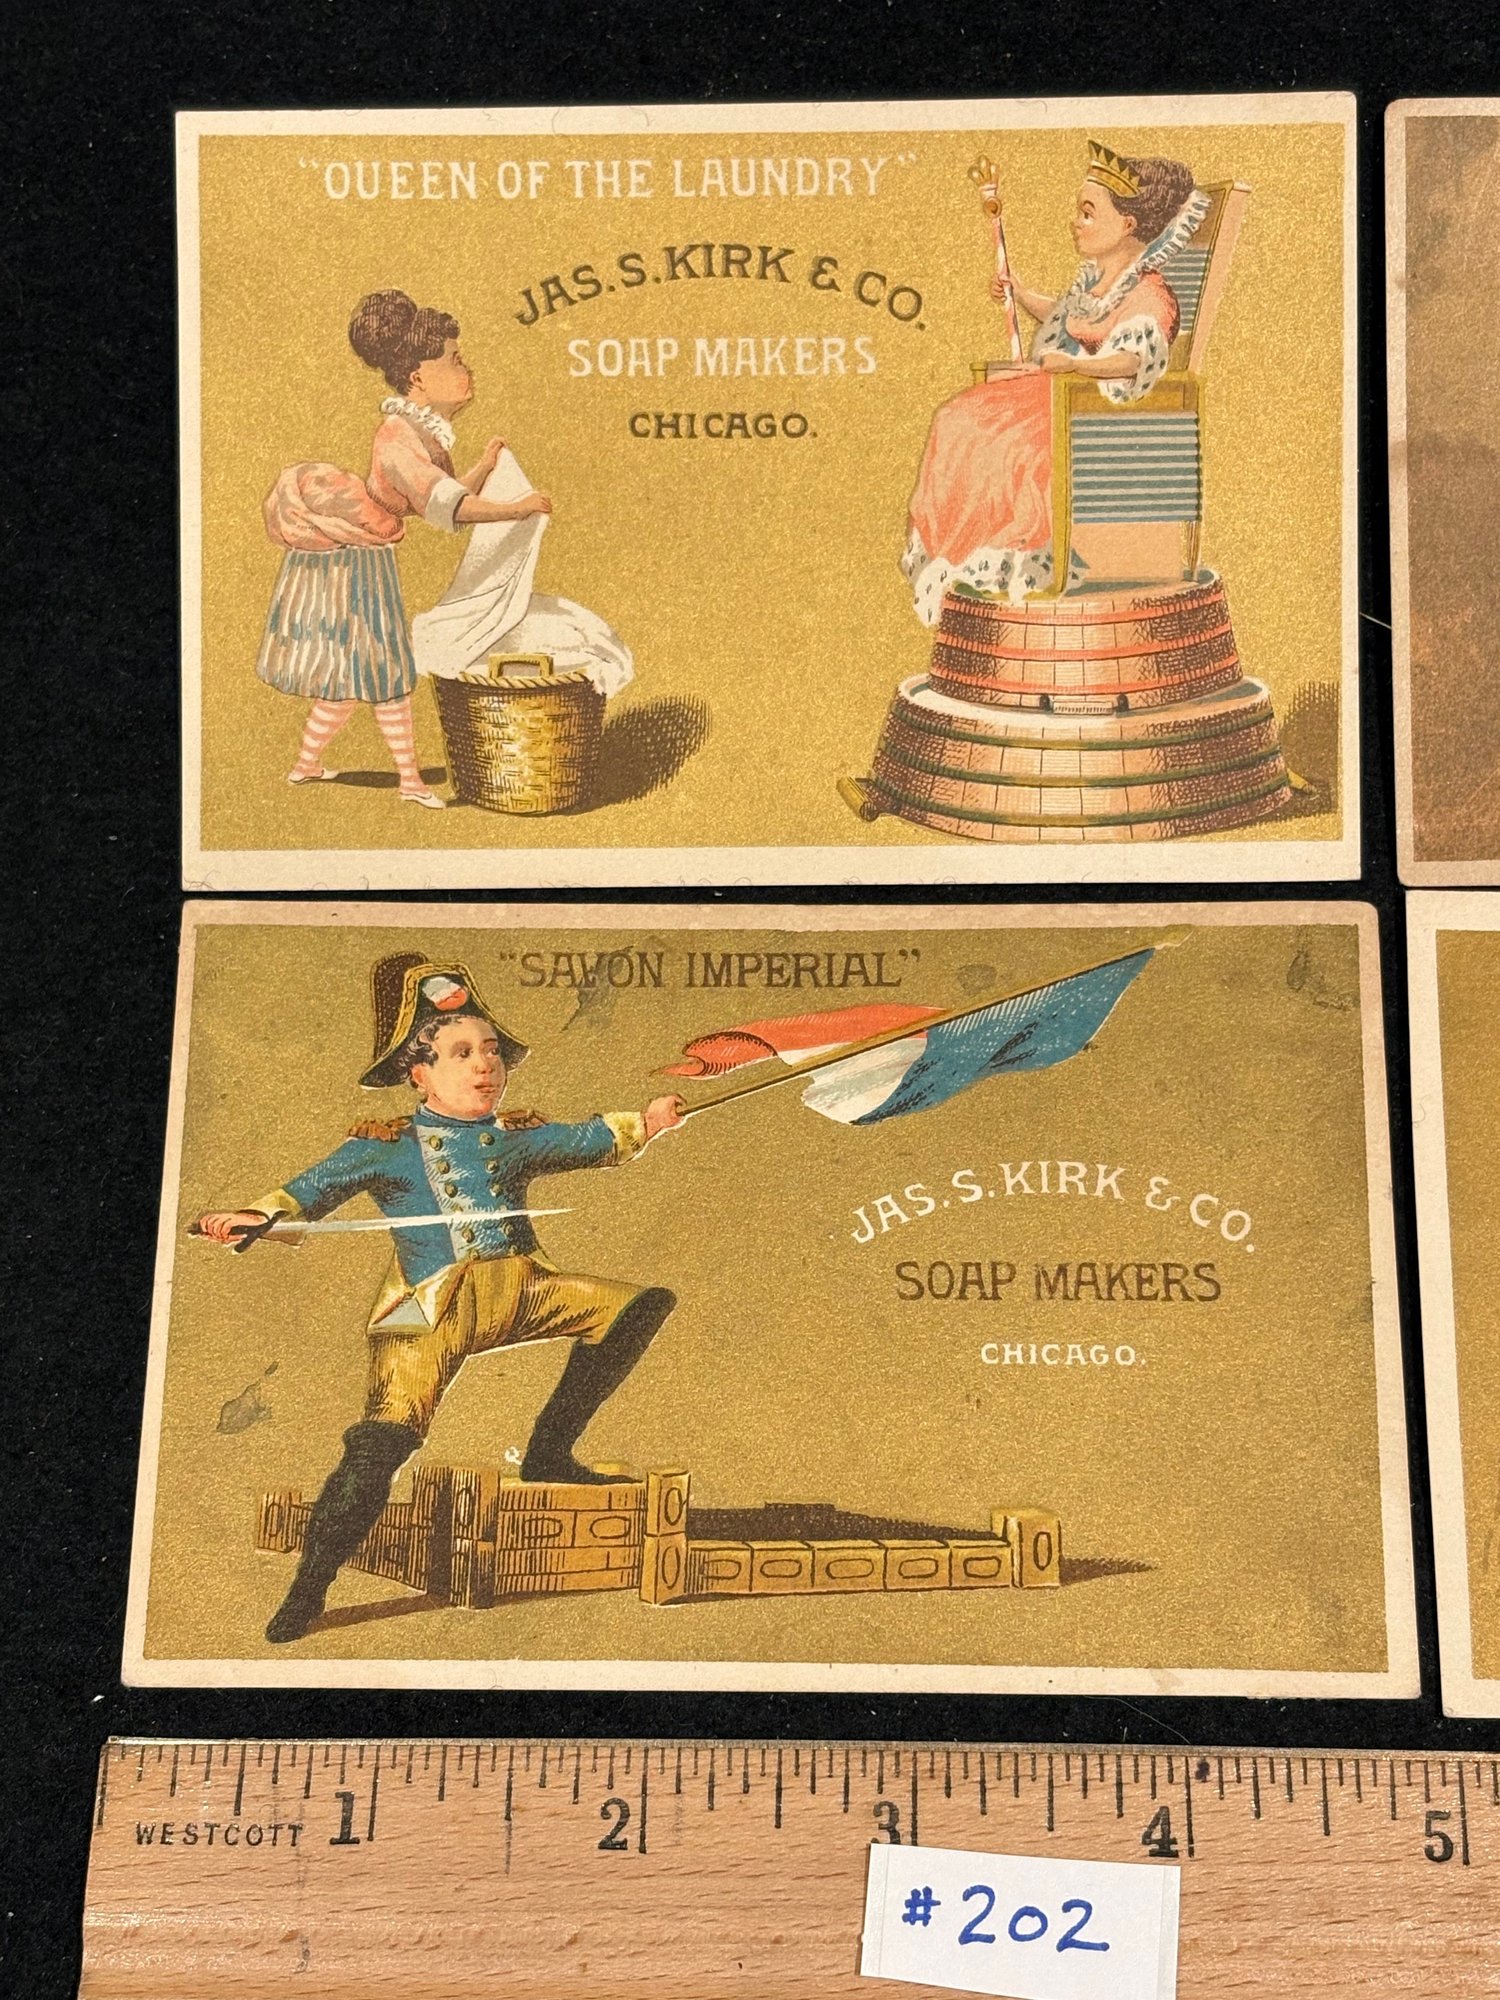 "QUEEN OF THE LAUNDRY"
JAS. S. KIRK & CO.
SOAP MAKERS
CHICAGO.
"SAVON IMPERIAL"
JAS. S. KIRK & CO.
SOAP MAKERS
CHICAGO.
WESTCOTT 1 2 3 4 5
#202